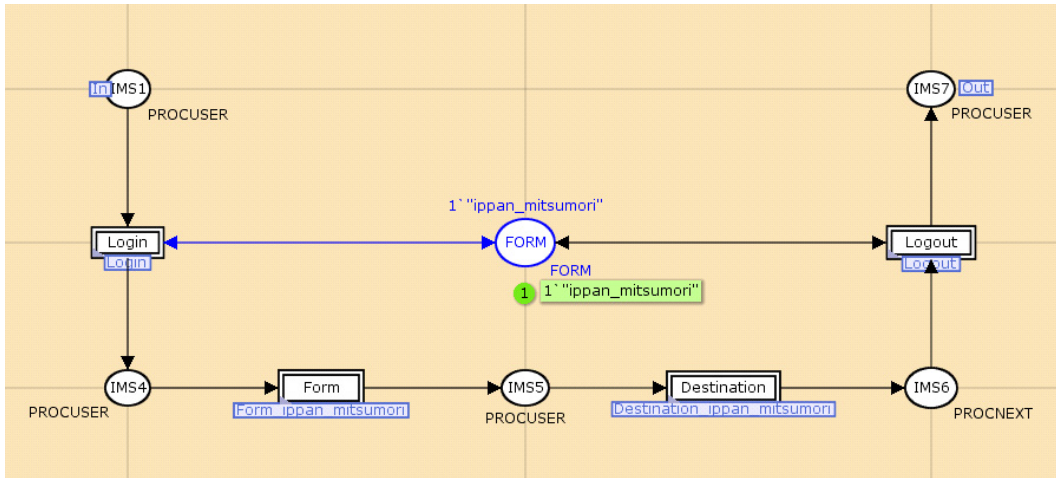 In IMS1
PROCUSER
IMS7 Out
PROCUSER
1`"ippan_mitsumori"
Login
Login
FORM
FORM
1 1`"ippan_mitsumori"
Logout
Logout
IMS4
PROCUSER
Form
Form_ippan_mitsumori
IMS5
PROCUSER
Destination
Destination_ippan_mitsumori
IMS6
PROCNEXT